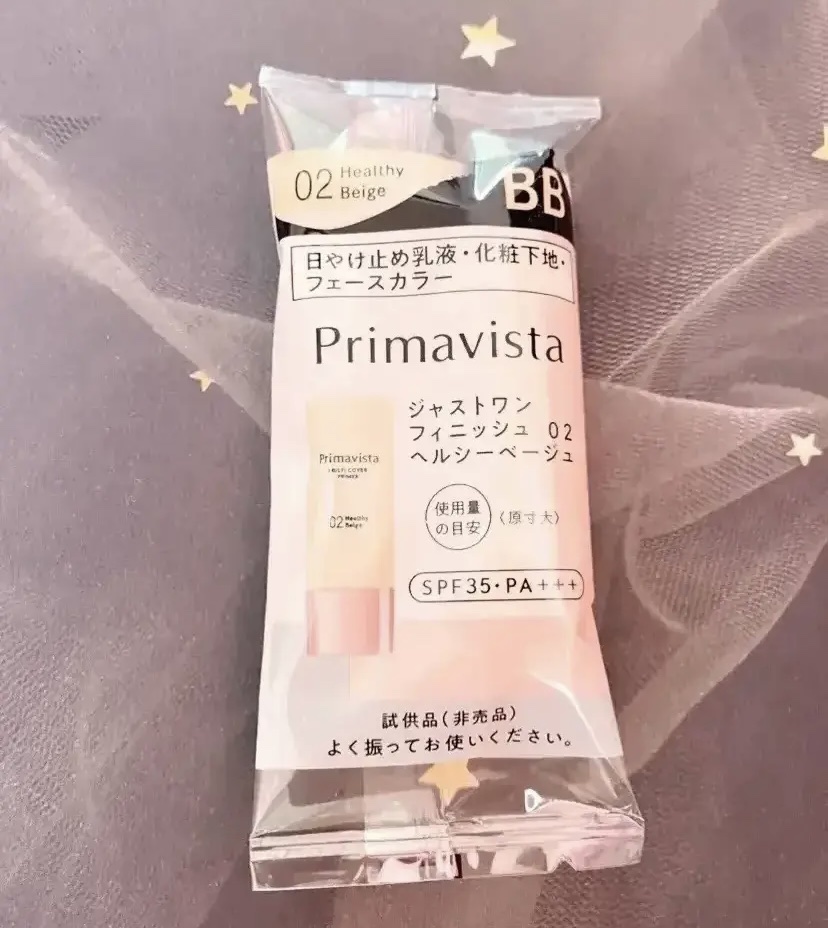 02 Healthy
Beige
BB
日やけ止め乳液・化粧下地・
フェースカラー
Primavista
ジャストワン
フィニッシュ 02
ヘルシーベージュ
Primavista
02 Healthy
Beige
使用量
の目安
〈原寸大〉
SPF35・PA+++
試供品(非売品)
よく振ってお使いください。